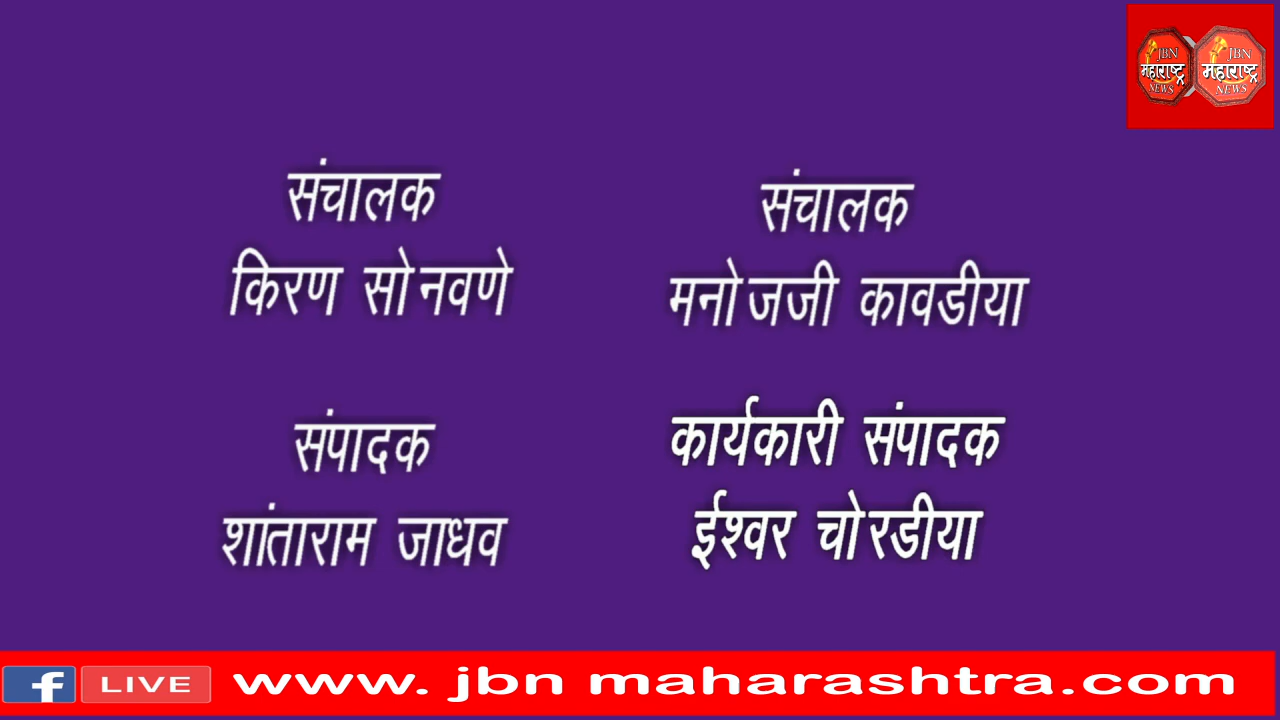 JBN
महाराष्ट्र
NEWS
JBN
महाराष्ट्र
NEWS
संचालक
किरण सोनवणे
संचालक
मनोजजी कावडीया
संपादक
शांताराम जाधव
कार्यकारी संपादक
ईश्वर चोरडीया
f LIVE www. jbn maharashtra.com